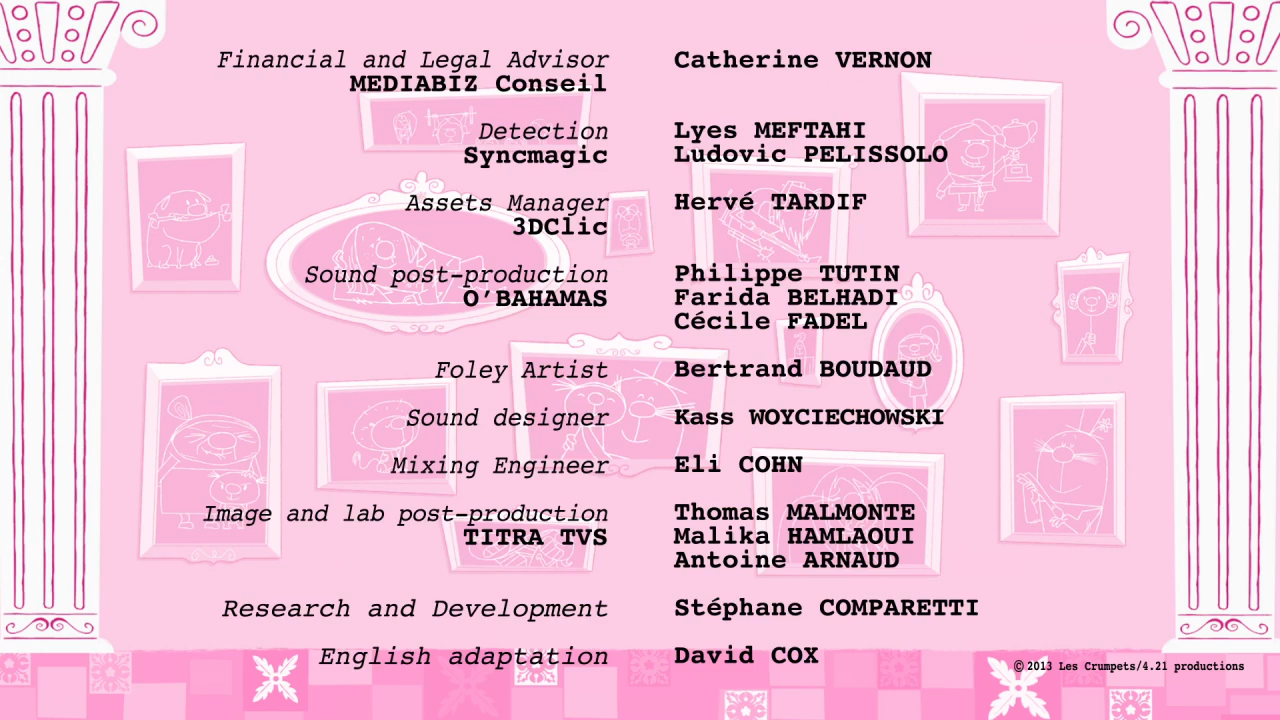 Financial and Legal Advisor Catherine VERNON
MEDIABIZ Conseil
Detection Lyes MEFTAHI
Syncmagic Ludovic PELISSOLO
Assets Manager Hervé TARDIF
3DClic
Sound post-production Philippe TUTIN
O'BAHAMAS Farida BELHADI
Cécile FADEL
Foley Artist Bertrand BOUDAUD
Sound designer Kass WOYCIECHOWSKI
Mixing Engineer Eli COHN
Image and lab post-production Thomas MALMONTE
TITRA TVS Malika HAMLAOUI
Antoine ARNAUD
Research and Development Stéphane COMPARETTI
English adaptation David COX
© 2013 Les Crumpets/4.21 productions